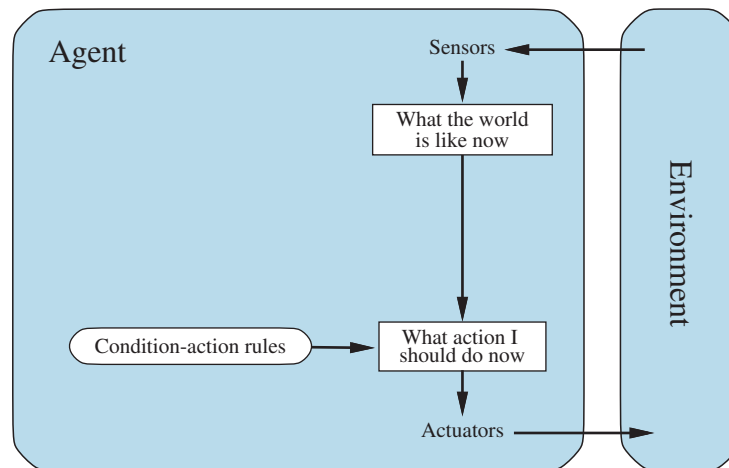 Agent
Sensors
What the world
is like now
Environment
Condition-action rules
What action I
should do now
Actuators